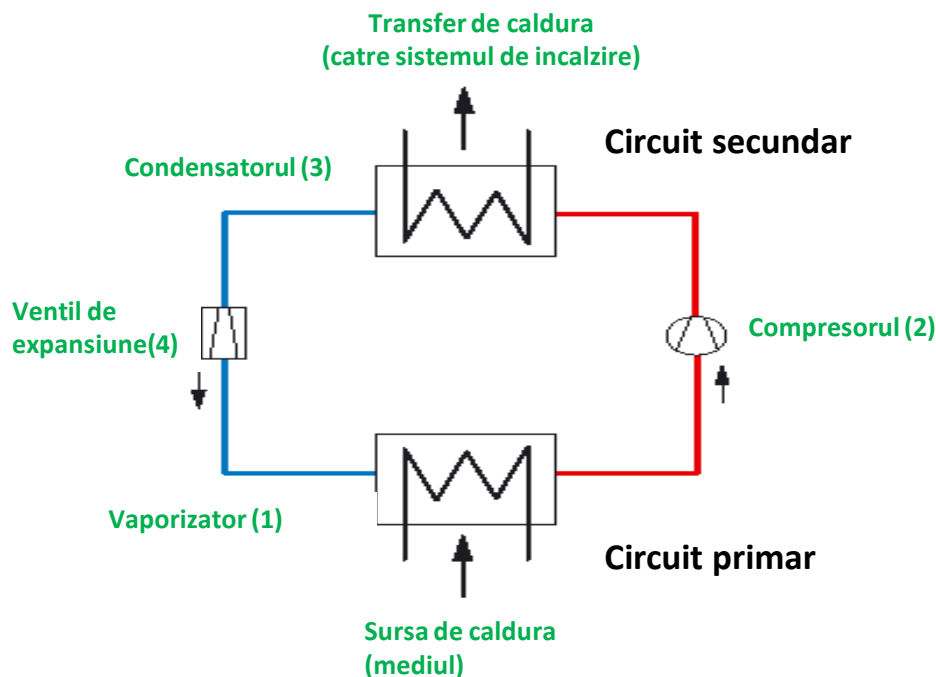 Transfer de caldura
(catre sistemul de incalzire)
Circuit secundar
Condensatorul (3)
Ventil de
expansiune(4)
Compresorul (2)
Vaporizator (1)
Circuit primar
Sursa de caldura
(mediul)